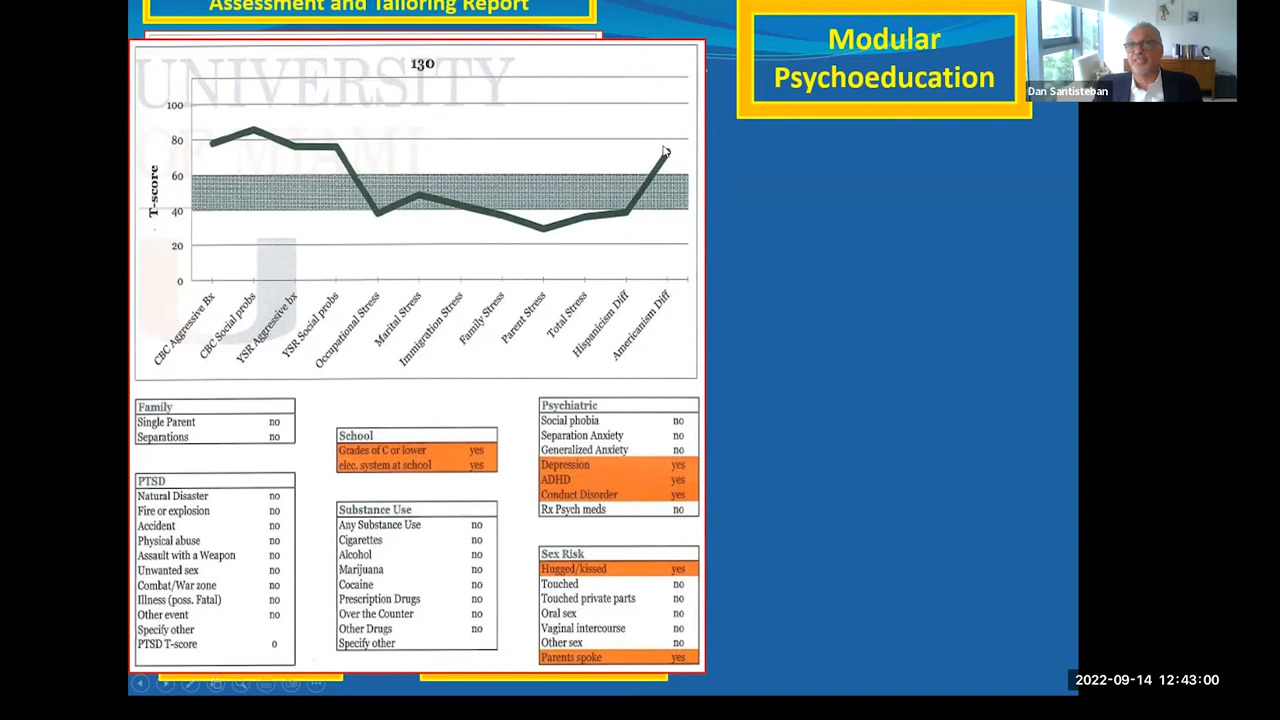 Assessment and Tailoring Report
Modular
Psychoeducation
Dan Santisteban
UNIVERSITY
OF MIAMI
130
100
80
60
40
20
0
T-score
CBC Aggressive Bx
CBC Social probs
YSR Aggressive bx
YSR Social probs
Occupational Stress
Marital Stress
Immigration Stress
Family Stress
Parent Stress
Total Stress
Hispanicism Diff
Americanism Diff
Family
Single Parent no
Separations no
PTSD
Natural Disaster no
Fire or explosion no
Accident no
Physical abuse no
Assault with a Weapon no
Unwanted sex no
Combat/War zone no
Illness (poss. Fatal) no
Other event no
Specify other
PTSD T-score 0
School
Grades of C or lower yes
elec. system at school yes
Substance Use
Any Substance Use no
Cigarettes no
Alcohol no
Marijuana no
Cocaine no
Prescription Drugs no
Over the Counter no
Other Drugs no
Specify other
Psychiatric
Social phobia no
Separation Anxiety no
Generalized Anxiety no
Depression yes
ADHD yes
Conduct Disorder yes
Rx Psych meds no
Sex Risk
Hugged/kissed yes
Touched no
Touched private parts no
Oral sex no
Vaginal intercourse no
Other sex no
Parents spoke yes
2022-09-14 12:43:00